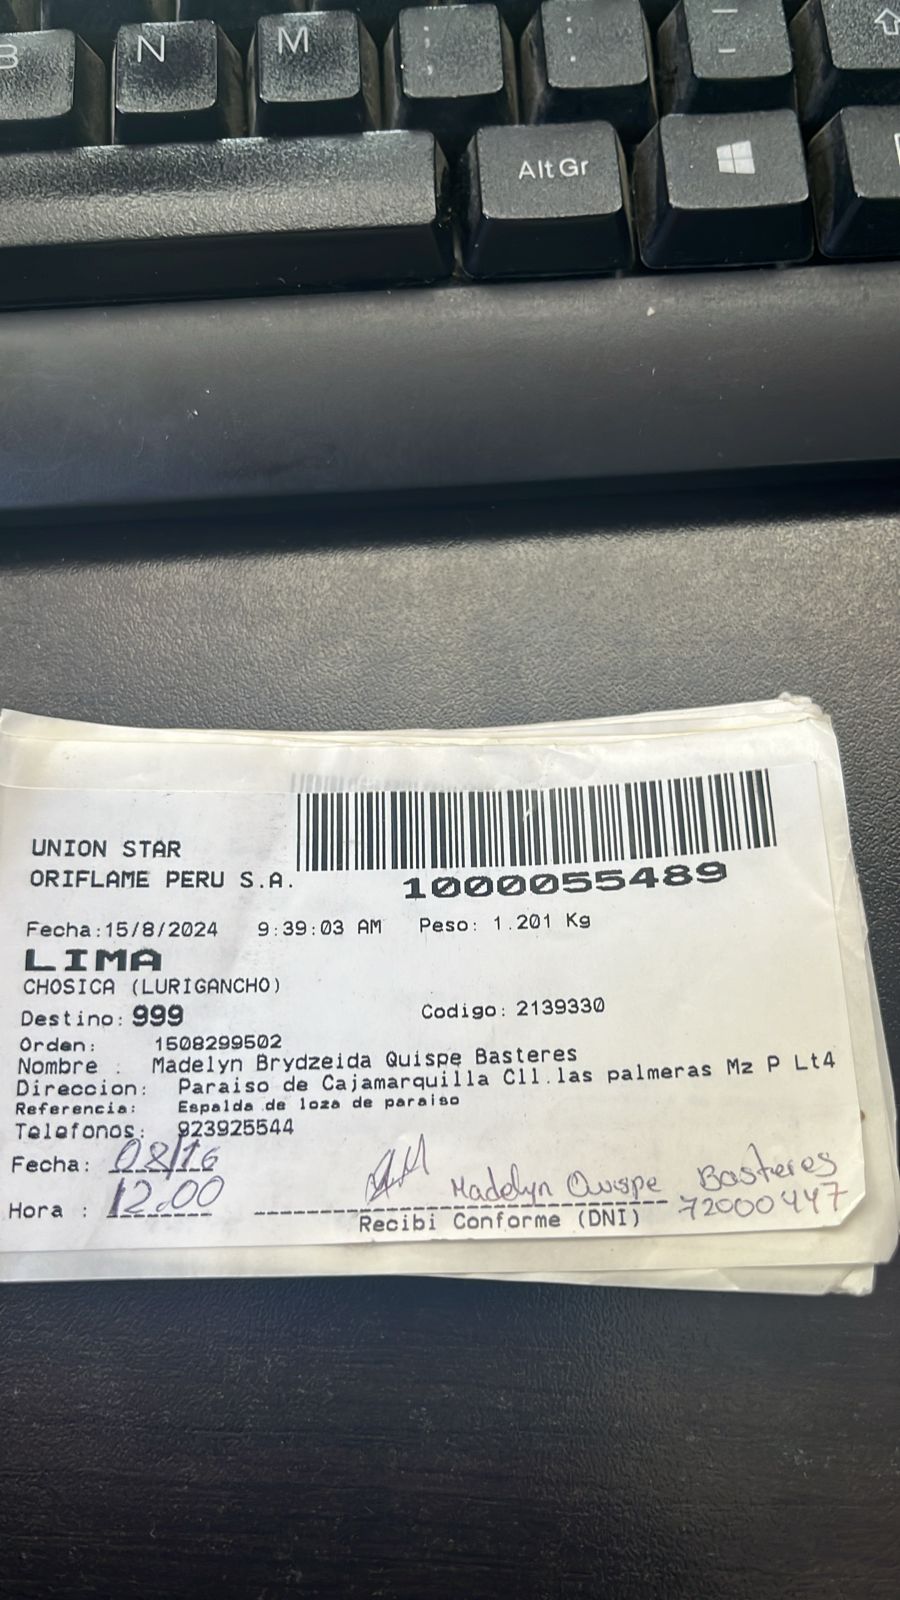 B N M ; , : . _ -
Alt Gr
UNION STAR
ORIFLAME PERU S.A.
1000055489
Fecha:15/8/2024 9:39:03 AM Peso: 1.201 Kg
LIMA
CHOSICA (LURIGANCHO)
Destino: 999 Codigo: 2139330
Orden: 1508299502
Nombre : Madelyn Brydzeida Quispe Basteres
Direccion: Paraiso de Cajamarquilla Cll.las palmeras Mz P Lt4
Referencia: Espalda de loza de paraiso
Telefonos: 923925544
Fecha: 08/16
Madelyn Quispe Basteres
Hora : 12.00 72000447
Recibi Conforme (DNI)